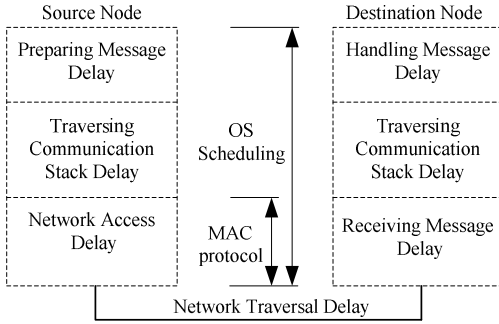 Source Node
Preparing Message
Delay
Traversing
Communication
Stack Delay
Network Access
Delay
OS
Scheduling
MAC
protocol
Destination Node
Handling Message
Delay
Traversing
Communication
Stack Delay
Receiving Message
Delay
Network Traversal Delay